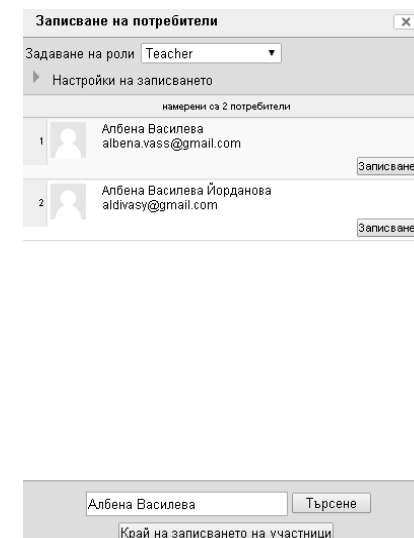 Записване на потребители
Задаване на роли Teacher
Настройки на записването
намерени са 2 потребители
1
Албена Василева
albena.vass@gmail.com
Записване
2
Албена Василева Йорданова
aldivasy@gmail.com
Записване
Албена Василева Търсене
Край на записването на участници